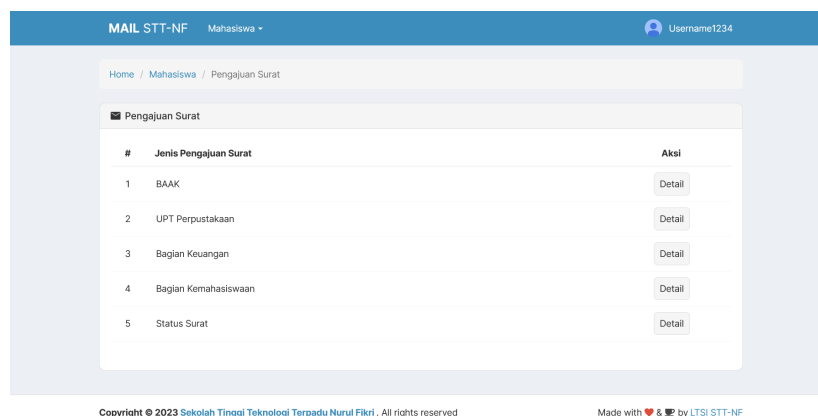 MAIL STT-NF Mahasiswa Username1234
Home / Mahasiswa / Pengajuan Surat
Pengajuan Surat
# Jenis Pengajuan Surat Aksi
1 BAAK Detail
2 UPT Perpustakaan Detail
3 Bagian Keuangan Detail
4 Bagian Kemahasiswaan Detail
5 Status Surat Detail
Copyright © 2023 Sekolah Tinggi Teknologi Terpadu Nurul Fikri . All rights reserved Made with ❤ & ☕ by LTSI STT-NF